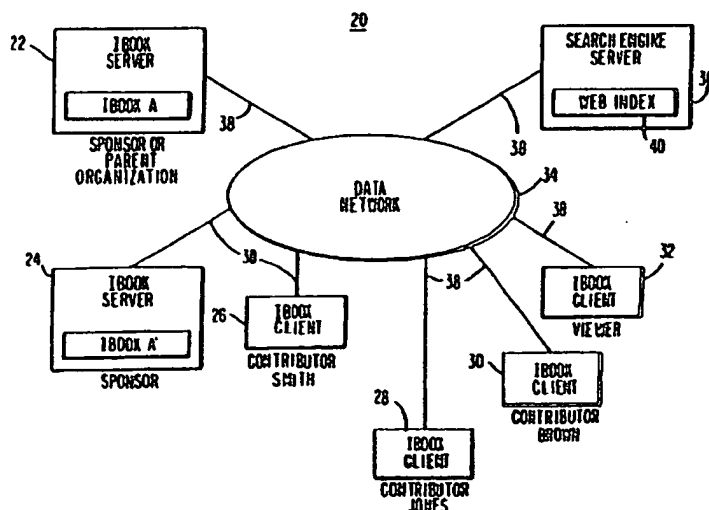 20
22
IBOOK
SERVER
IBOOK A
SPONSOR OR
PARENT
ORGANIZATION
38
SEARCH ENGINE
SERVER
WEB INDEX
40
38
DATA
NETWORK
34
38
24
IBOOK
SERVER
IBOOK A'
SPONSOR
38
26
IBOOK
CLIENT
CONTRIBUTOR
SMITH
38
IBOOK
CLIENT
32
VIEWER
30
IBOOK
CLIENT
CONTRIBUTOR
BROWN
28
IBOOK
CLIENT
CONTRIBUTOR
JONES